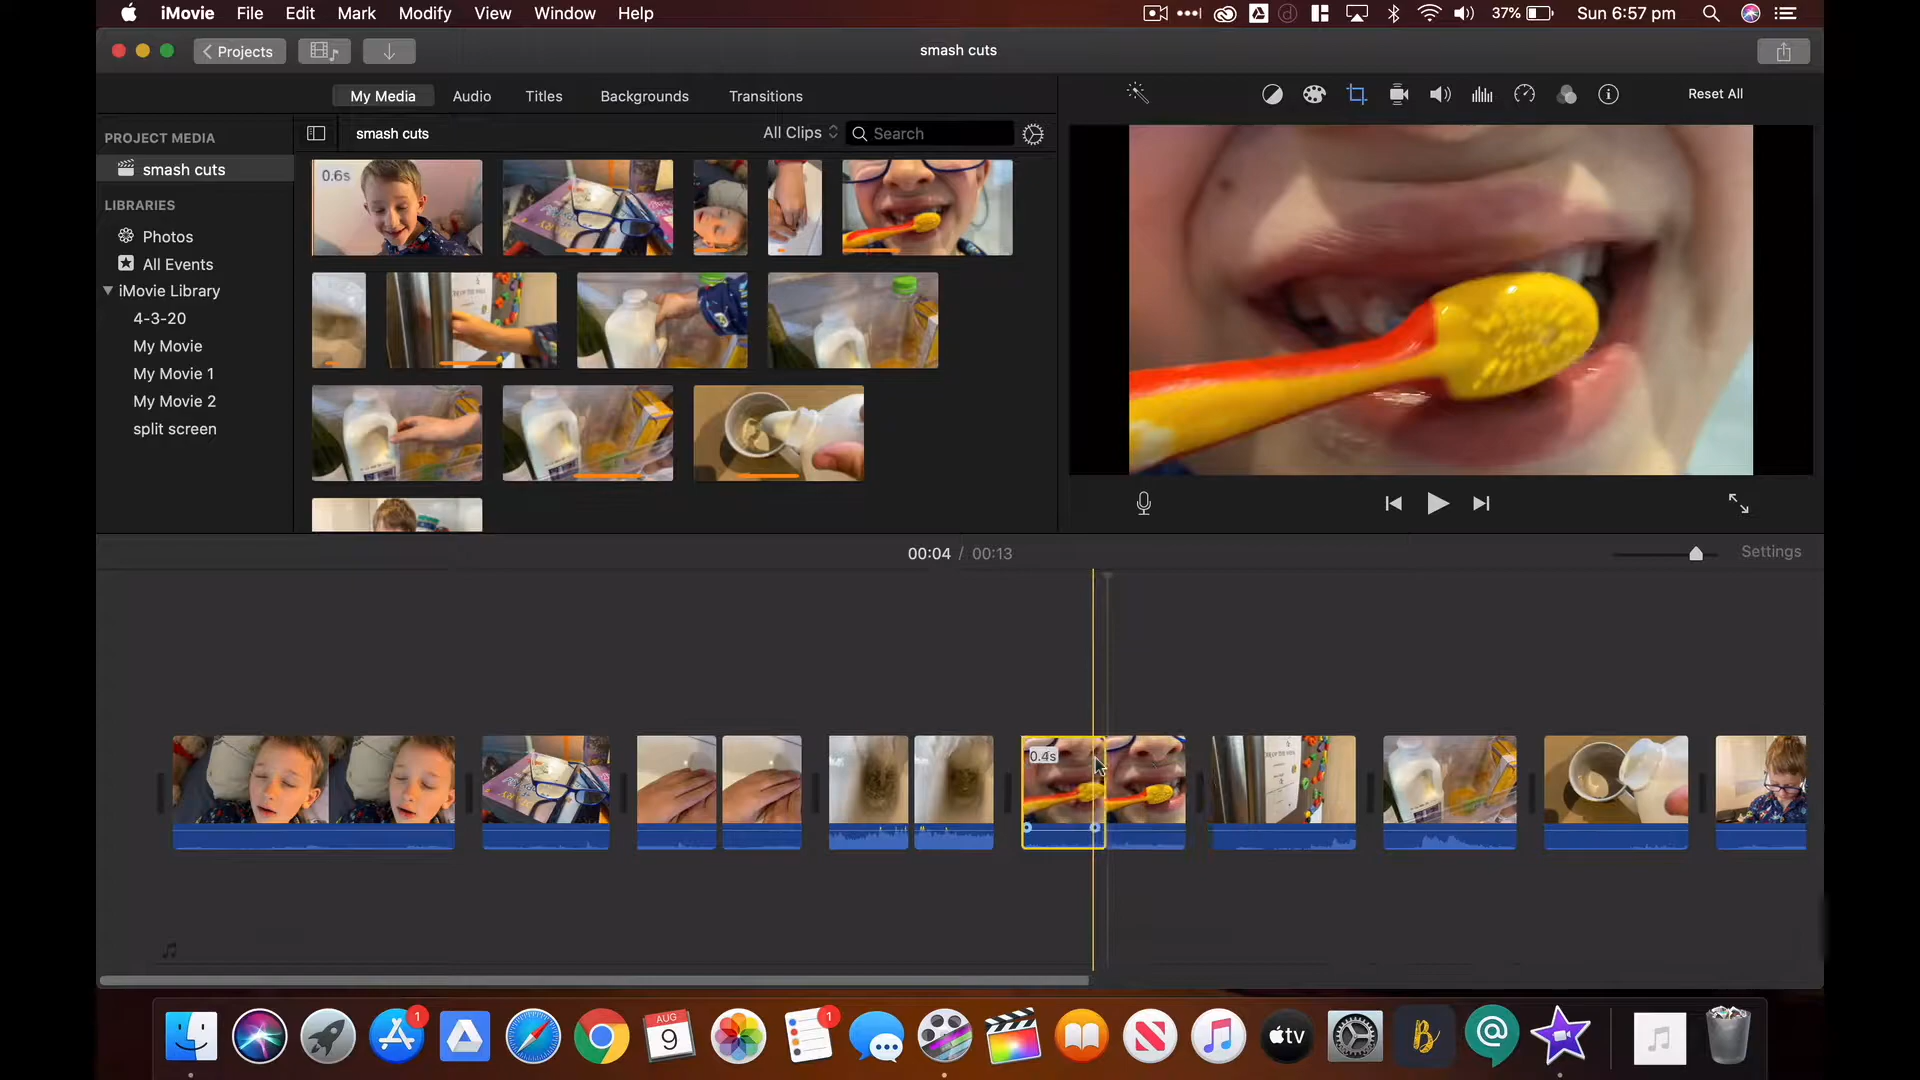 iMovie File Edit Mark Modify View Window Help 37% Sun 6:57 pm
Projects smash cuts
My Media Audio Titles Backgrounds Transitions Reset All
PROJECT MEDIA smash cuts All Clips Search
smash cuts
LIBRARIES
Photos
All Events
iMovie Library
4-3-20
My Movie
My Movie 1
My Movie 2
split screen
0.6s
00:04 / 00:13 Settings
0.4s
AUG
9
1
1
tv